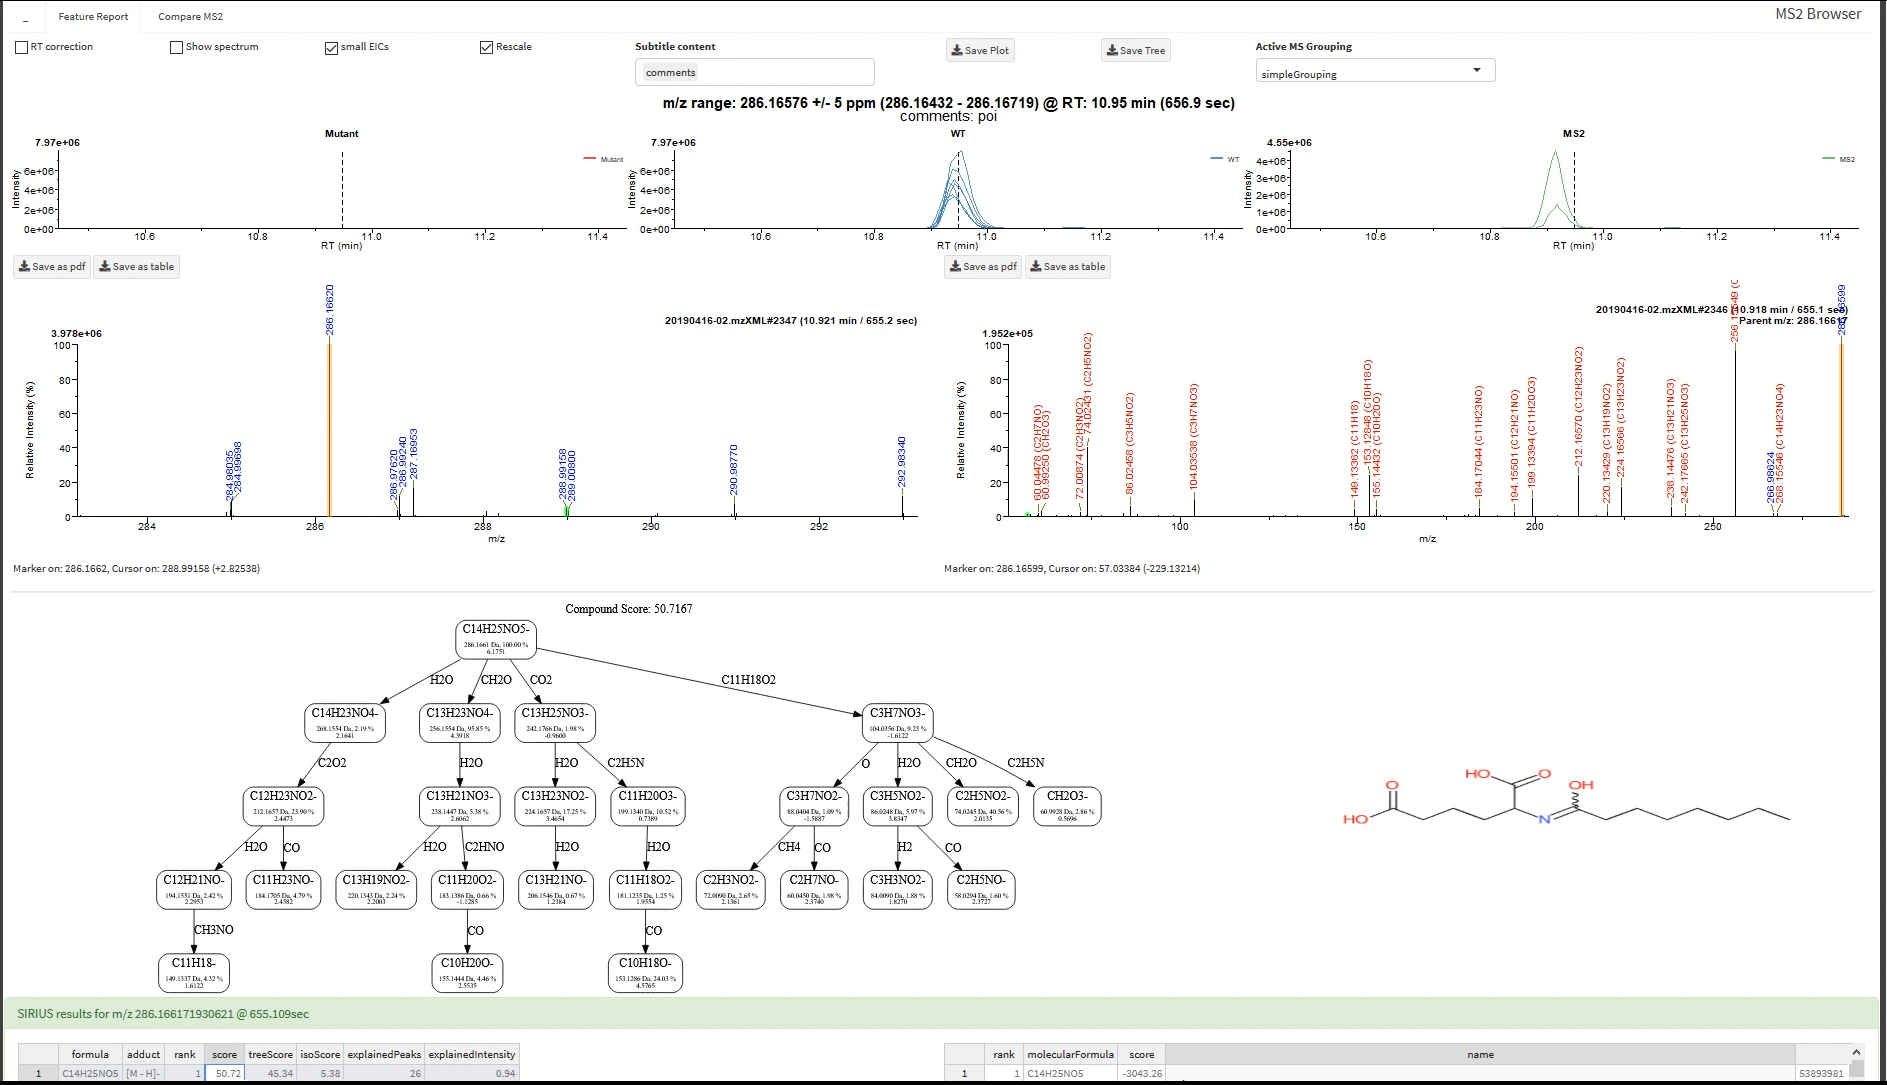 _ Feature Report Compare MS2 MS2 Browser
RT correction Show spectrum small EICs Rescale Subtitle content Save Plot Save Tree Active MS Grouping
comments simpleGrouping
m/z range: 286.16576 +/- 5 ppm (286.16432 - 286.16719) @ RT: 10.95 min (656.9 sec)
comments: poi
Mutant
7.97e+06
Mutant
Intensity
6e+06
4e+06
2e+06
0e+00
10.6 10.8 11.0 11.2 11.4
RT (min)
WT
7.97e+06
WT
Intensity
6e+06
4e+06
2e+06
0e+00
10.6 10.8 11.0 11.2 11.4
RT (min)
MS2
4.55e+06
MS2
Intensity
4e+06
3e+06
2e+06
1e+06
0e+00
10.6 10.8 11.0 11.2 11.4
RT (min)
Save as pdf Save as table
Save as pdf Save as table
20190416-02.mzXML#2347 (10.921 min / 655.2 sec)
3.978e+06
Relative Intensity (%)
100
80
60
40
20
0
284.98035
284.99698
286.16620
286.97620
286.99240
287.16953
288.99158
289.00800
290.98770
292.98340
284 286 288 290 292
m/z
20190416-02.mzXML#2346 (10.918 min / 655.1 sec)
Parent m/z: 286.16617
1.952e+05
Relative Intensity (%)
100
80
60
40
20
0
60.04478 (C2H7NO)
60.99250 (CH2O3)
72.00874 (C2H3NO2)
74.02431 (C2H5NO2)
86.02458 (C3H5NO2)
104.03538 (C3H7NO3)
149.13362 (C11H18)
153.12848 (C10H18O)
155.14432 (C10H20O)
184.17044 (C11H23NO)
194.15501 (C12H21NO)
199.13394 (C11H20O3)
212.16570 (C12H23NO2)
220.13429 (C13H19NO2)
224.16566 (C13H23NO2)
238.14476 (C13H21NO3)
242.17665 (C13H25NO3)
266.98624
268.15546 (C14H23NO4)
286.16599
100 150 200 250
m/z
Marker on: 286.1662, Cursor on: 288.99158 (+2.82538)
Marker on: 286.16599, Cursor on: 57.03384 (-229.13214)
Compound Score: 50.7167
C14H25NO5-
286.1661 Da, 100.00 %
6.1751
H2O CH2O CO2 C11H18O2
C14H23NO4- C13H23NO4- C13H25NO3- C3H7NO3-
268.1554 Da, 2.19 % 256.1554 Da, 95.85 % 242.1766 Da, 1.98 % 104.0356 Da, 9.23 %
2.1641 4.3918 -0.9600 -1.6122
C2O2 H2O H2O C2H5N O H2O CH2O C2H5N
C12H23NO2- C13H21NO3- C13H23NO2- C11H20O3- C3H7NO2- C3H5NO2- C2H5NO2- CH2O3-
212.1657 Da, 23.90 % 238.1447 Da, 5.38 % 224.1657 Da, 17.25 % 199.1340 Da, 10.52 % 88.0404 Da, 1.09 % 86.0248 Da, 5.97 % 74.0245 Da, 40.56 % 60.9928 Da, 2.86 %
2.4473 2.6062 3.4654 0.7389 -1.5887 3.8347 2.0135 0.5696
H2O CO H2O C2HNO H2O H2O CH4 CO H2 CO
C12H21NO- C11H23NO- C13H19NO2- C11H20O2- C13H21NO- C11H18O2- C2H3NO2- C2H7NO- C3H3NO2- C2H5NO-
194.1551 Da, 2.42 % 184.1705 Da, 4.79 % 220.1343 Da, 2.24 % 183.1386 Da, 0.66 % 206.1546 Da, 0.67 % 181.1235 Da, 1.25 % 72.0090 Da, 2.65 % 60.0450 Da, 1.98 % 84.0090 Da, 1.88 % 58.0294 Da, 1.60 %
2.2953 2.4582 2.2003 -1.1285 1.2384 1.9554 2.1361 2.3740 1.8270 2.3727
CH3NO CO CO
C11H18- C10H20O- C10H18O-
149.1337 Da, 4.32 % 155.1444 Da, 4.46 % 153.1286 Da, 24.03 %
1.6122 2.5535 4.5765
HO O
O OH
HO N
SIRIUS results for m/z 286.166171930621 @ 655.109sec
formula adduct rank score treeScore isoScore explainedPeaks explainedIntensity
1 C14H25NO5 [M - H]- 1 50.72 45.34 5.38 26 0.94
rank molecularFormula score name
1 1 C14H25NO5 -3043.26 53893981